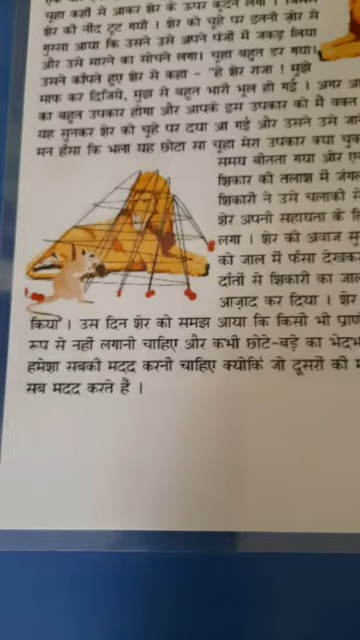 चूहा कहीं से आकर शेर के ऊपर कूदने लगा । जिससे
शेर की नींद टूट गयी । शेर को चूहे पर इतनी ज़ोर से
गुस्सा आया कि उसने उसे अपने पंजों में जकड़ लिया
और उसे मारने का सोचने लगा। चूहा बहुत डर गया।
उसने काँपते हुए शेर से कहा - "हे शेर राजा ! मुझे
माफ कर दिजिये, मुझ से बहुत भारी भूल हो गई । अगर
का बहुत उपकार होगा और आपके इस उपकार को मैं वक्त
यह सुनकर शेर को चूहे पर दया आ गई और उसने उसे
मन हँसा कि भला यह छोटा सा चूहा मेरा उपकार क्या
समय बीतता गया और
शिकार की तलाश में
शिकारी ने उसे चलाकी
शेर अपनी सहायता के
लगा । शेर की अवाज
को जाल में फँसा देखकर
दाँतों से शिकारी का
आज़ाद कर दिया । शेर
किया । उस दिन शेर को समझ आया कि किसी भी
रूप से नहीं लगानी चाहिए और कभी छोटे-बड़े का
हमेशा सबकी मदद करनी चाहिए क्योकि जो दूसरों की
सब मदद करते हैं ।